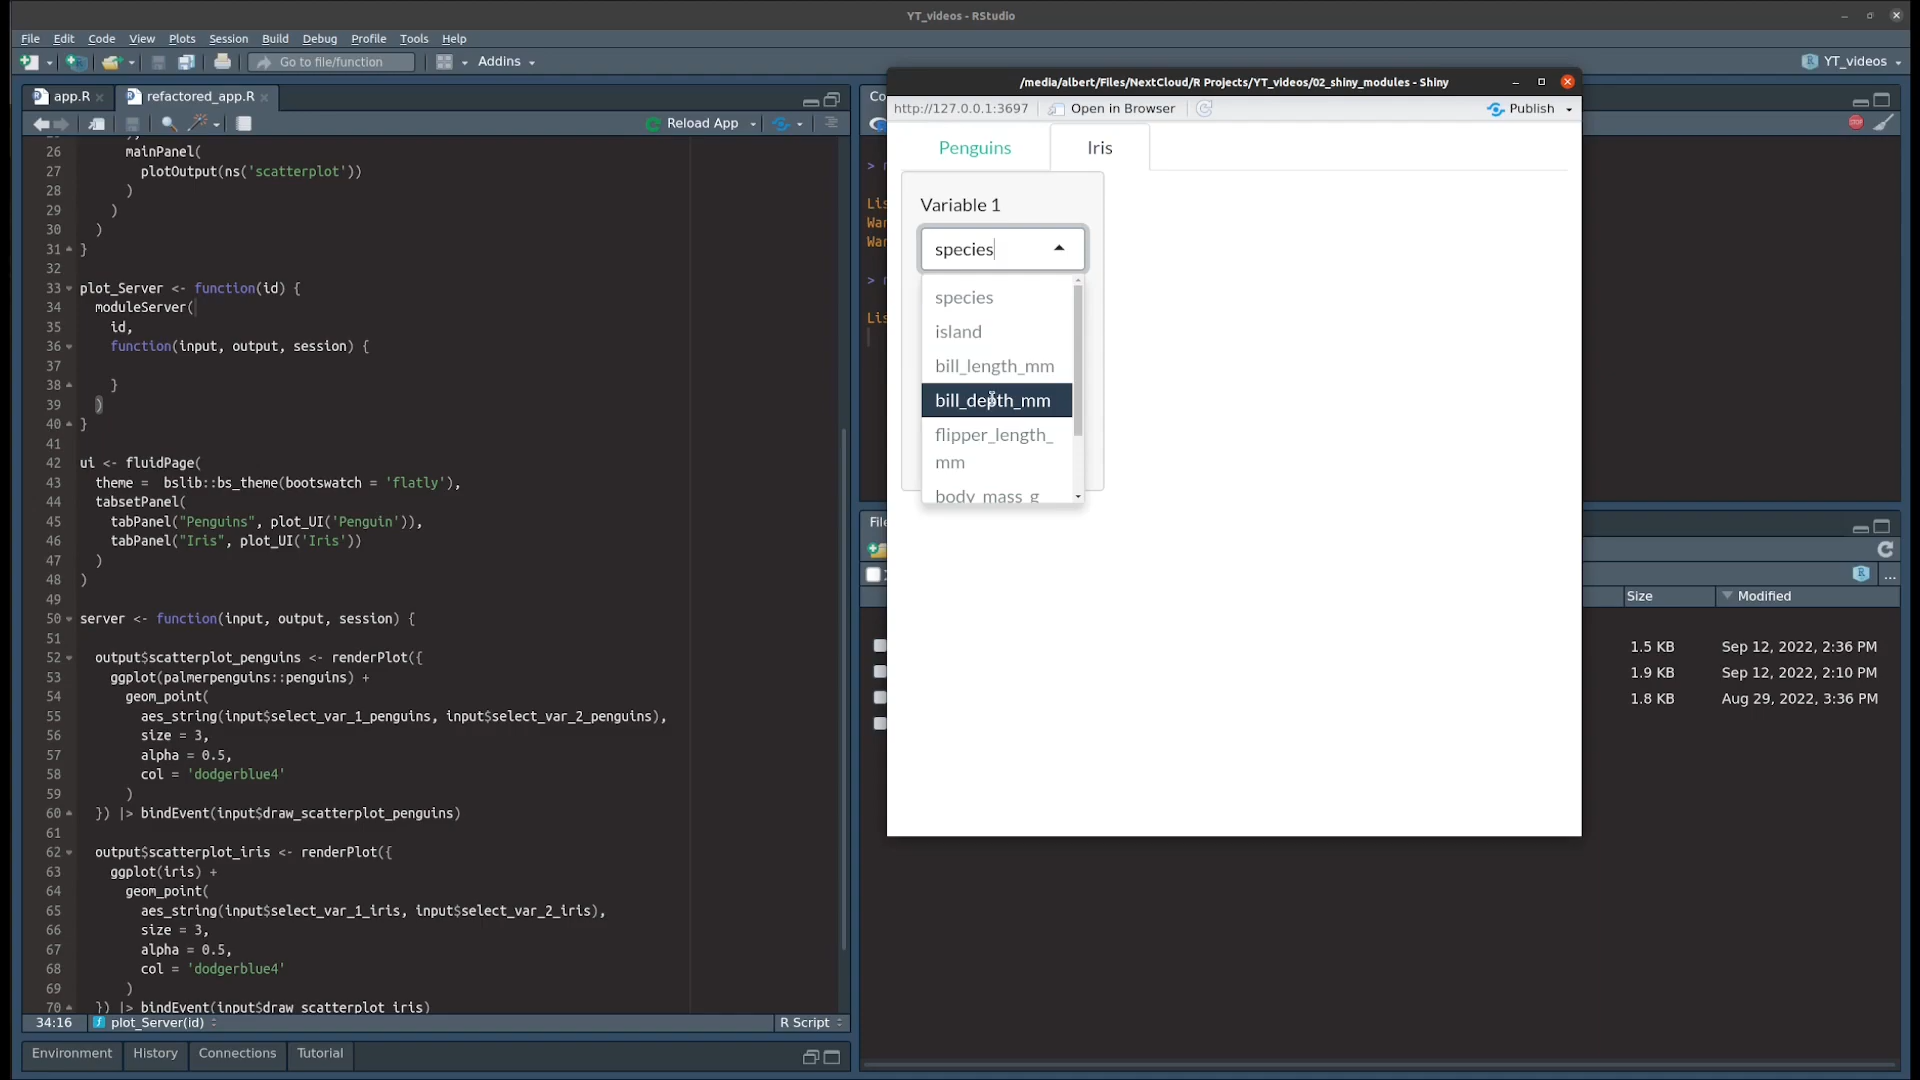 YT_videos - RStudio
File Edit Code View Plots Session Build Debug Profile Tools Help
Go to file/function Addins YT_videos
app.R refactored_app.R
Reload App
26 mainPanel(
27 plotOutput(ns('scatterplot'))
28 )
29 )
30 )
31 }
32
33 plot_Server <- function(id) {
34 moduleServer(
35 id,
36 function(input, output, session) {
37
38 }
39 )
40 }
41
42 ui <- fluidPage(
43 theme =  bslib::bs_theme(bootswatch = 'flatly'),
44 tabsetPanel(
45 tabPanel("Penguins", plot_UI('Penguin')),
46 tabPanel("Iris", plot_UI('Iris'))
47 )
48 )
49
50 server <- function(input, output, session) {
51
52 output$scatterplot_penguins <- renderPlot({
53 ggplot(palmerpenguins::penguins) +
54 geom_point(
55 aes_string(input$select_var_1_penguins, input$select_var_2_penguins),
56 size = 3,
57 alpha = 0.5,
58 col = 'dodgerblue4'
59 )
60 }) |> bindEvent(input$draw_scatterplot_penguins)
61
62 output$scatterplot_iris <- renderPlot({
63 ggplot(iris) +
64 geom_point(
65 aes_string(input$select_var_1_iris, input$select_var_2_iris),
66 size = 3,
67 alpha = 0.5,
68 col = 'dodgerblue4'
69 )
70 }) |> bindEvent(input$draw_scatterplot_iris)
34:16 plot_Server(id) R Script
Environment History Connections Tutorial
/media/albert/Files/NextCloud/R Projects/YT_videos/02_shiny_modules - Shiny
http://127.0.0.1:3697 Open in Browser Publish
Penguins Iris
Variable 1
species
species
island
bill_length_mm
bill_depth_mm
flipper_length_
mm
body_mass_g
Size Modified
1.5 KB Sep 12, 2022, 2:36 PM
1.9 KB Sep 12, 2022, 2:10 PM
1.8 KB Aug 29, 2022, 3:36 PM